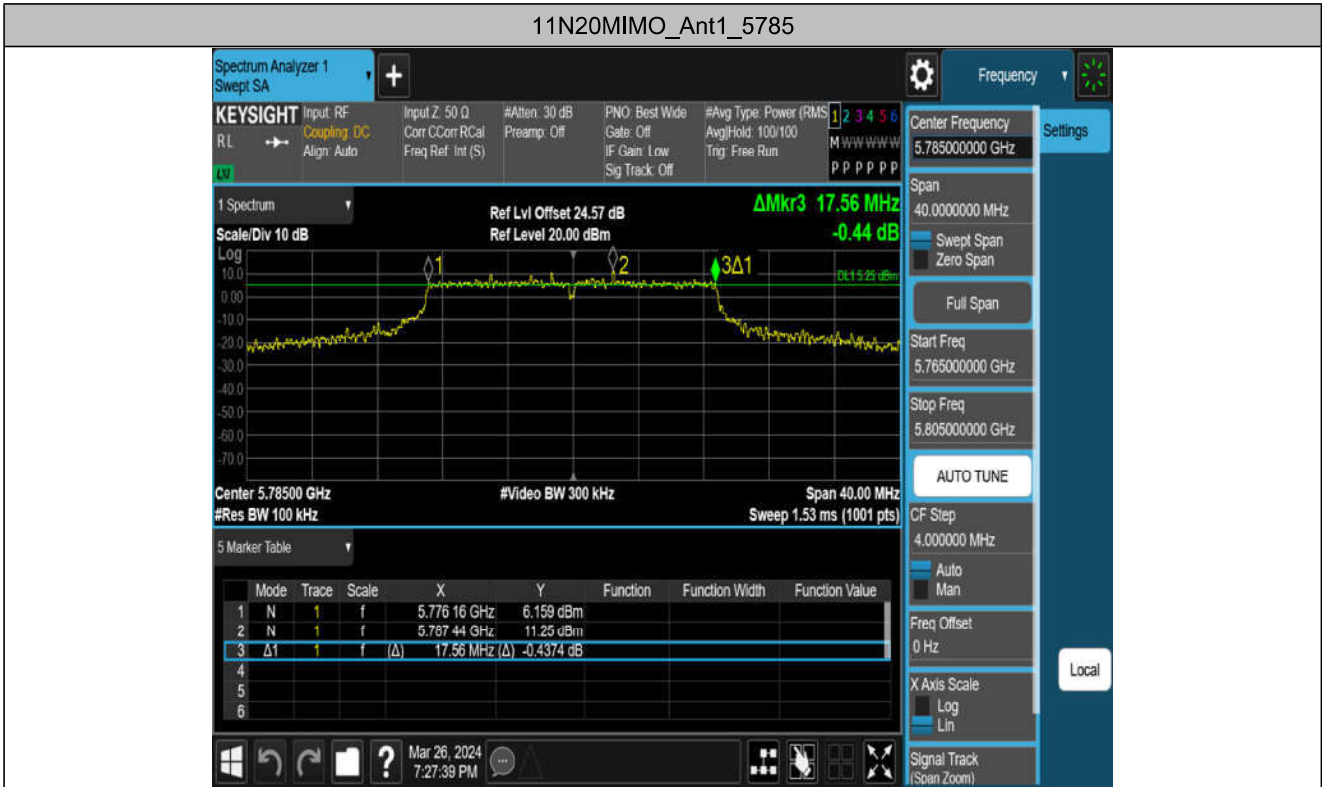 11N20MIMO_Ant1_5785
Spectrum Analyzer 1
Swept SA
+
Frequency
KEYSIGHT
Input: RF
Input Z: 50 Ω
#Atten: 30 dB
PNO: Best Wide
#Avg Type: Power (RMS
1 2 3 4 5 6
RL
Coupling: DC
Corr CCorr RCal
Preamp: Off
Gate: Off
Avg|Hold: 100/100
M W W W W W
Align: Auto
Freq Ref: Int (S)
IF Gain: Low
Trig: Free Run
Sig Track: Off
P P P P P P
LXI
Center Frequency
5.785000000 GHz
Settings
1 Spectrum
Ref Lvl Offset 24.57 dB
ΔMkr3 17.56 MHz
Scale/Div 10 dB
Ref Level 20.00 dBm
-0.44 dB
Log
1
2
3Δ1
DL1 5.25 dBm
10.0
0.00
-10.0
-20.0
-30.0
-40.0
-50.0
-60.0
-70.0
Center 5.78500 GHz
#Video BW 300 kHz
Span 40.00 MHz
#Res BW 100 kHz
Sweep 1.53 ms (1001 pts)
Span
40.0000000 MHz
Swept Span
Zero Span
Full Span
Start Freq
5.765000000 GHz
Stop Freq
5.805000000 GHz
AUTO TUNE
CF Step
4.000000 MHz
Auto
Man
Freq Offset
0 Hz
X Axis Scale
Log
Lin
Signal Track
(Span Zoom)
Local
5 Marker Table
Mode Trace Scale X Y Function Function Width Function Value
1 N 1 f 5.776 16 GHz 6.159 dBm
2 N 1 f 5.787 44 GHz 11.25 dBm
3 Δ1 1 f (Δ) 17.56 MHz (Δ) -0.4374 dB
4
5
6
?
Mar 26, 2024
7:27:39 PM